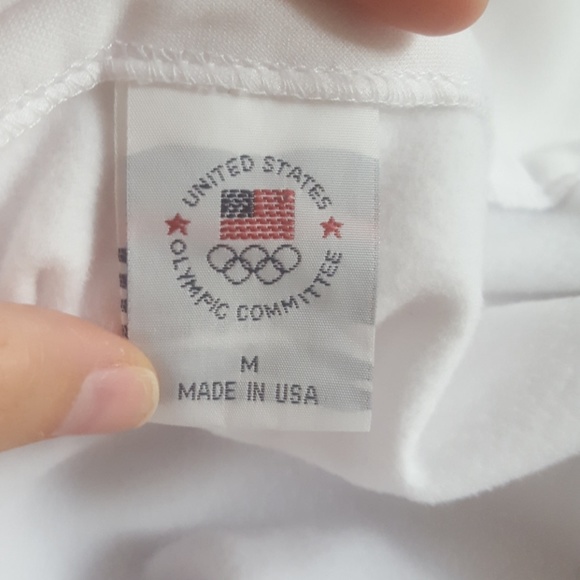 UNITED STATES
OLYMPIC COMMITTEE
M
MADE IN USA